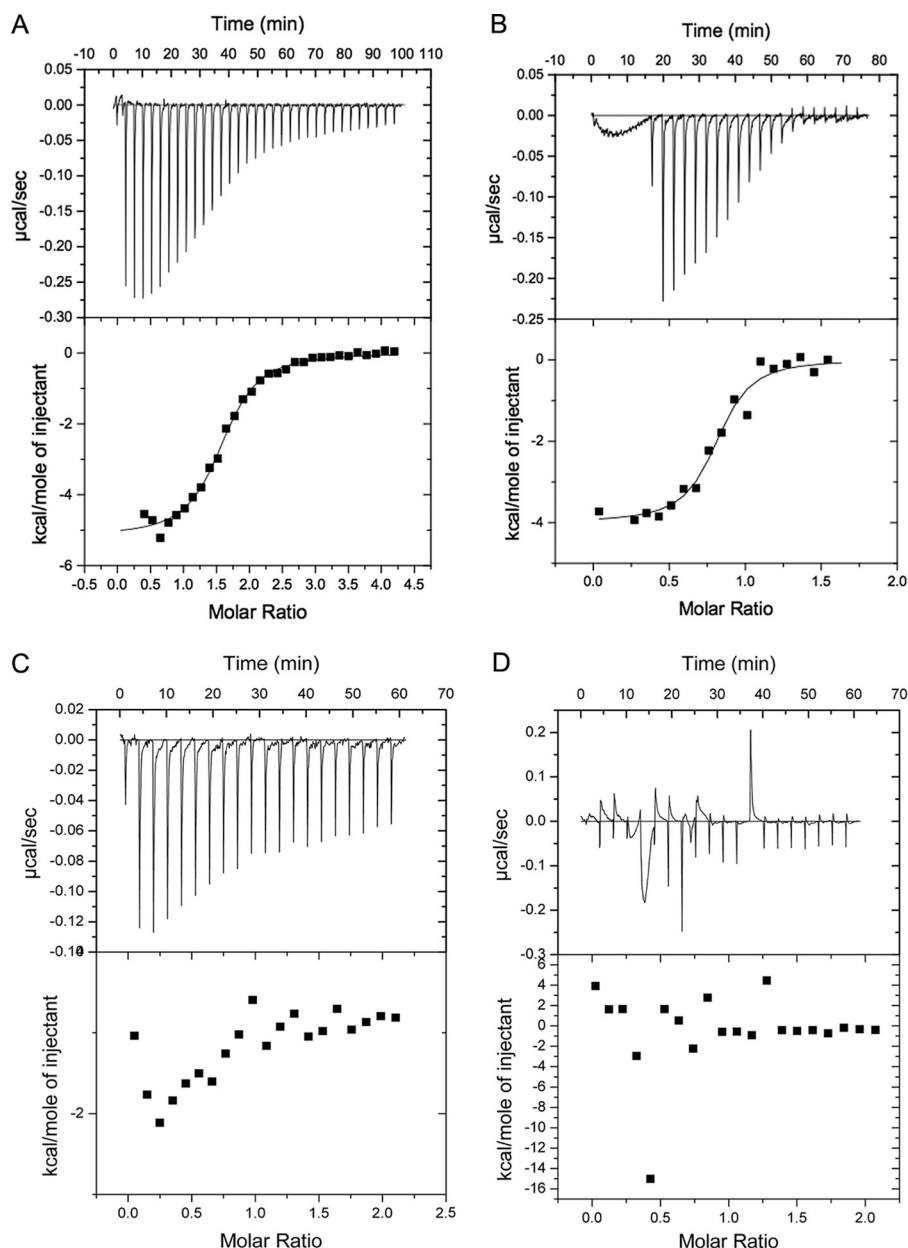 A
Time (min)
-10 0 10 20 30 40 50 60 70 80 90 100 110
0.05
0.00
-0.05
-0.10
-0.15
-0.20
-0.25
-0.30
µcal/sec
0
-2
-4
-6
kcal/mole of injectant
-0.5 0.0 0.5 1.0 1.5 2.0 2.5 3.0 3.5 4.0 4.5
Molar Ratio
B
Time (min)
-10 0 10 20 30 40 50 60 70 80
0.05
0.00
-0.05
-0.10
-0.15
-0.20
-0.25
µcal/sec
0
-2
-4
kcal/mole of injectant
0.0 0.5 1.0 1.5 2.0
Molar Ratio
C
Time (min)
0 10 20 30 40 50 60 70
0.02
0.00
-0.02
-0.04
-0.06
-0.08
-0.10
-0.12
µcal/sec
-2
kcal/mole of injectant
0.0 0.5 1.0 1.5 2.0 2.5
Molar Ratio
D
Time (min)
0 10 20 30 40 50 60 70
0.2
0.1
0.0
-0.1
-0.2
-0.3
µcal/sec
6
4
2
0
-2
-4
-6
-8
-10
-12
-14
-16
kcal/mole of injectant
0.0 0.5 1.0 1.5 2.0
Molar Ratio